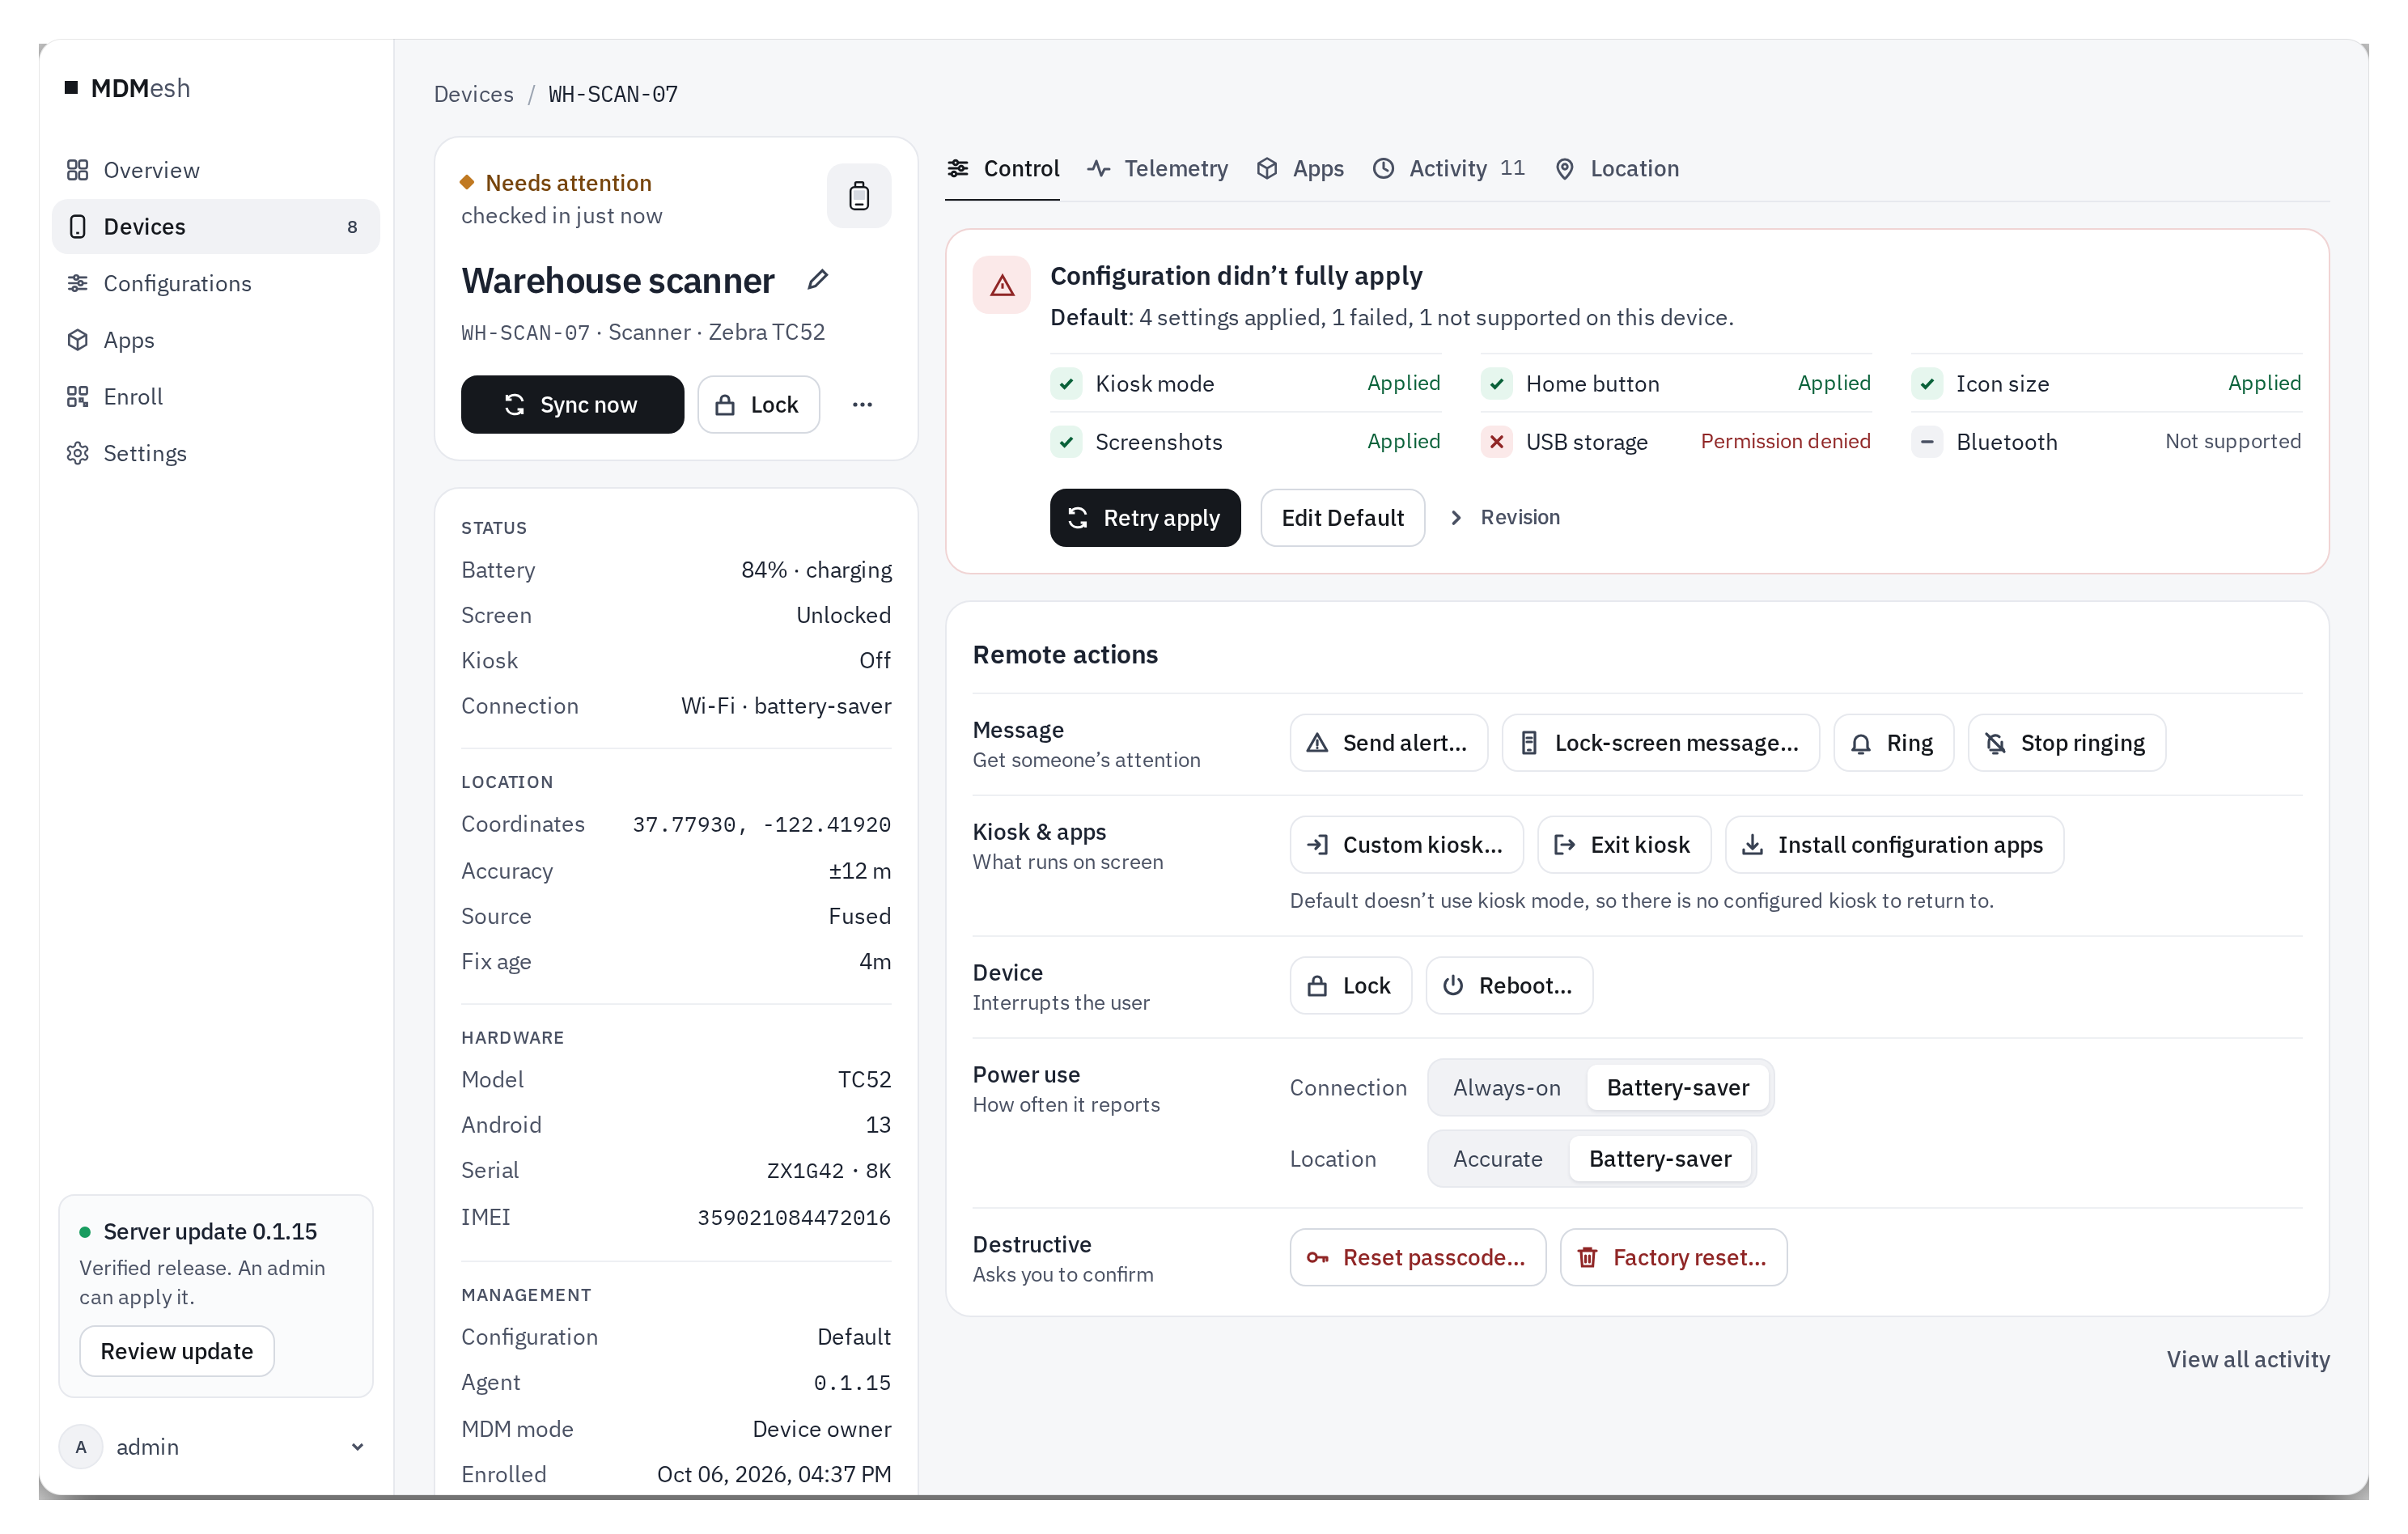 MDMesh
Overview
Devices 8
Configurations
Apps
Enroll
Settings
Server update 0.1.15
Verified release. An admin
can apply it.
Review update
A admin
Devices / WH-SCAN-07
Needs attention
checked in just now
Warehouse scanner
WH-SCAN-07 · Scanner · Zebra TC52
Sync now Lock ···
STATUS
Battery 84% · charging
Screen Unlocked
Kiosk Off
Connection Wi-Fi · battery-saver
LOCATION
Coordinates 37.77930, -122.41920
Accuracy ±12 m
Source Fused
Fix age 4m
HARDWARE
Model TC52
Android 13
Serial ZX1G42 · 8K
IMEI 359021084472016
MANAGEMENT
Configuration Default
Agent 0.1.15
MDM mode Device owner
Enrolled Oct 06, 2026, 04:37 PM
Control Telemetry Apps Activity 11 Location
Configuration didn’t fully apply
Default: 4 settings applied, 1 failed, 1 not supported on this device.
Kiosk mode Applied Home button Applied Icon size Applied
Screenshots Applied USB storage Permission denied Bluetooth Not supported
Retry apply Edit Default Revision
Remote actions
Message
Get someone’s attention
Send alert… Lock-screen message… Ring Stop ringing
Kiosk & apps
What runs on screen
Custom kiosk… Exit kiosk Install configuration apps
Default doesn’t use kiosk mode, so there is no configured kiosk to return to.
Device
Interrupts the user
Lock Reboot…
Power use
How often it reports
Connection Always-on Battery-saver
Location Accurate Battery-saver
Destructive
Asks you to confirm
Reset passcode… Factory reset…
View all activity